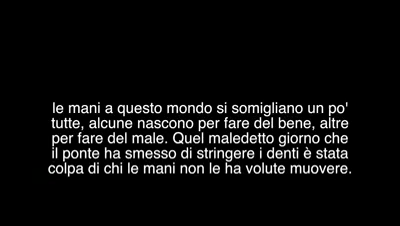 le mani a questo mondo si somigliano un po'
tutte, alcune nascono per fare del bene, altre
per fare del male. Quel maledetto giorno che
il ponte ha smesso di stringere i denti è stata
colpa di chi le mani non le ha volute muovere.